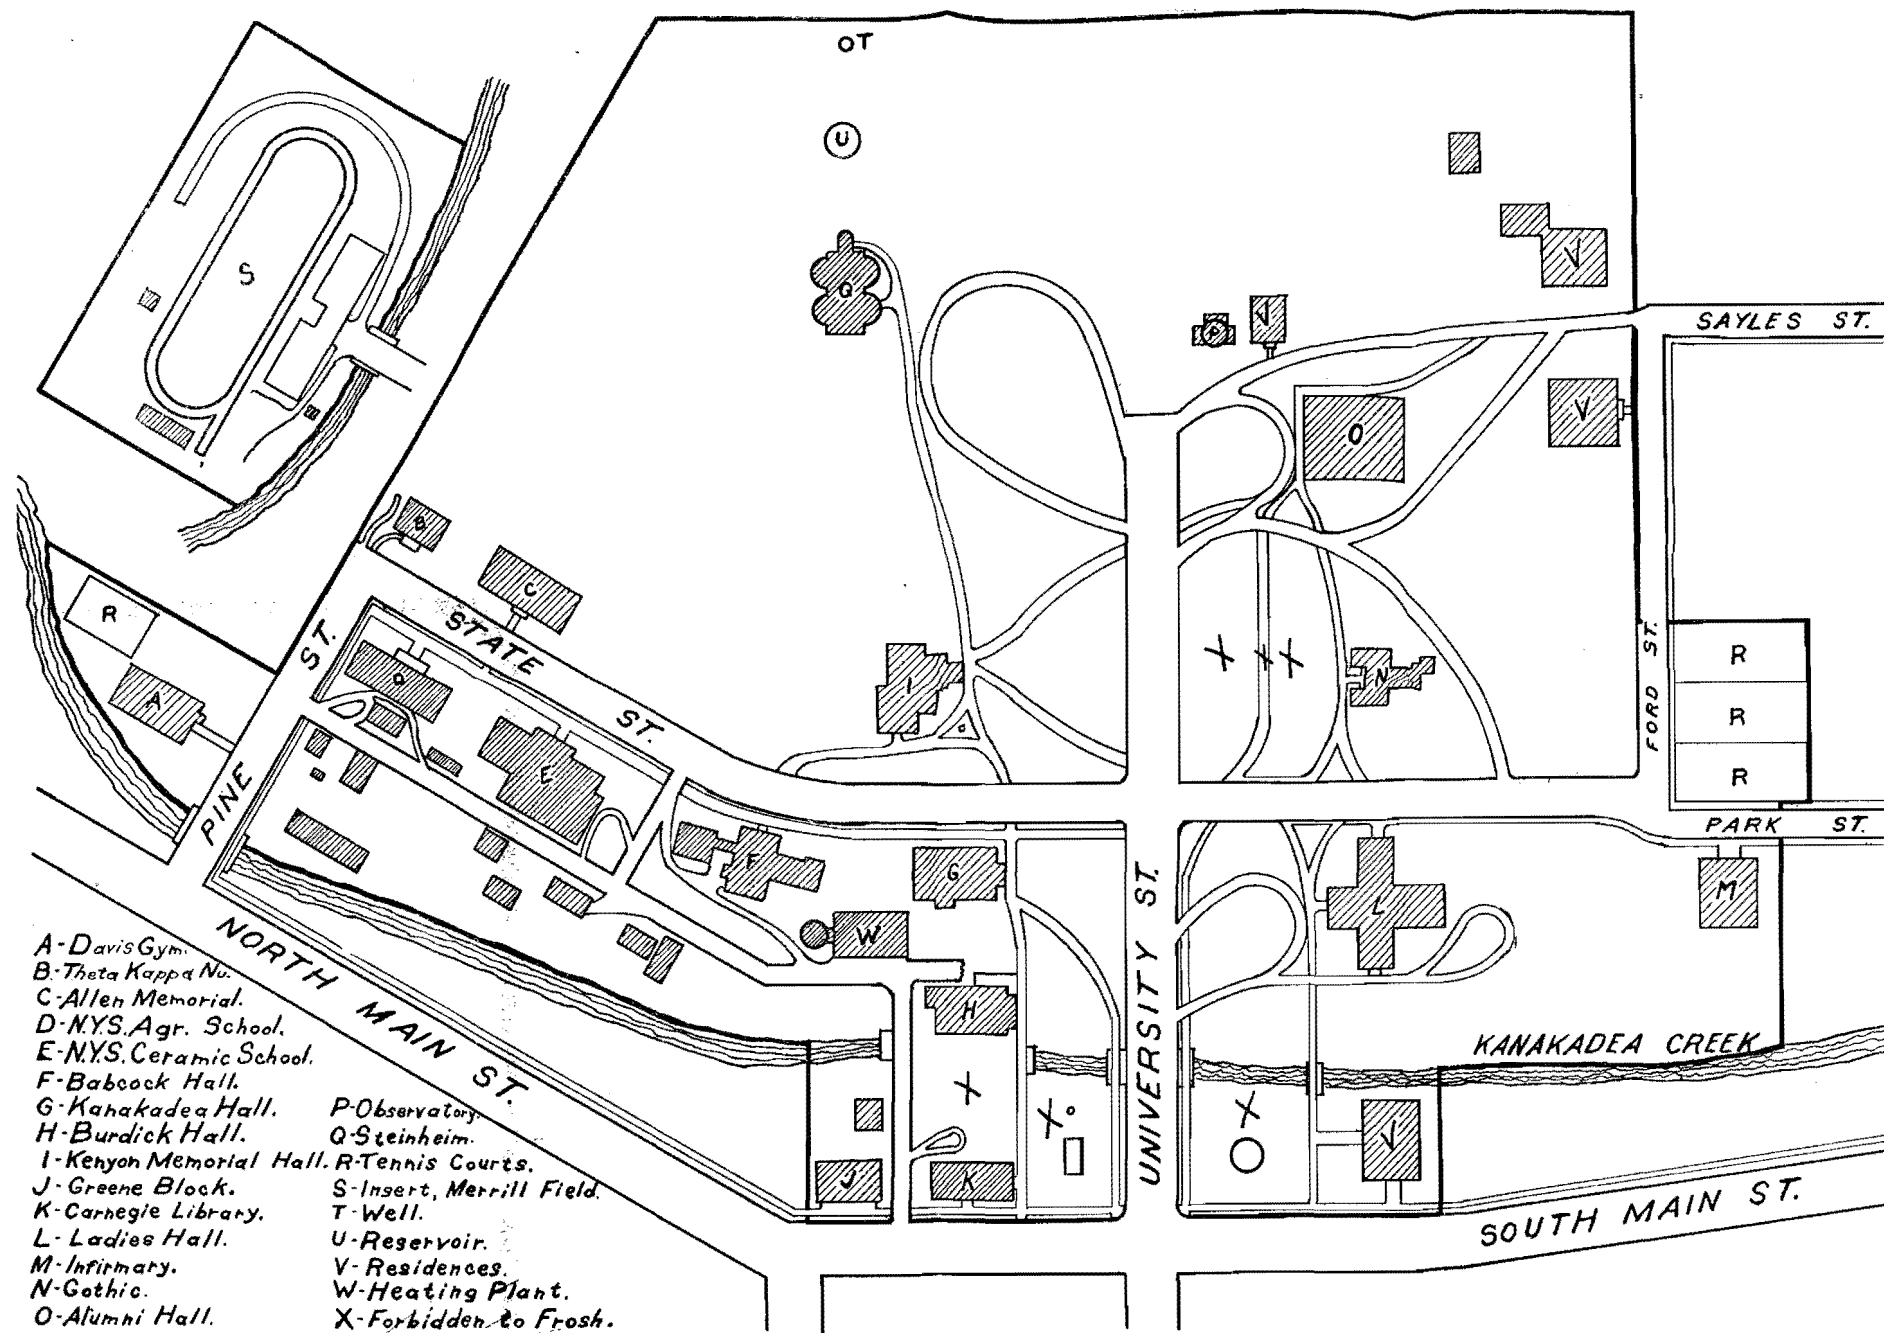 OT
U
S
Q
P
V
V
SAYLES ST.
V
O
B
C
R
STATE ST.
X X X
N
R
FORD ST.
A
D
I
R
E
R
PINE ST.
PARK ST.
F
G
L
M
W
UNIVERSITY ST.
NORTH MAIN ST.
H
KANAKADEA CREEK
X
X
X
V
J
K
SOUTH MAIN ST.
A-Davis Gym.
B-Theta Kappa Nu.
C-Allen Memorial.
D-N.Y.S. Agr. School.
E-N.Y.S. Ceramic School.
F-Babcock Hall.
G-Kanakadea Hall.
H-Burdick Hall.
I-Kenyon Memorial Hall.
J-Greene Block.
K-Carnegie Library.
L-Ladies Hall.
M-Infirmary.
N-Gothic.
O-Alumni Hall.
P-Observatory.
Q-Steinheim.
R-Tennis Courts.
S-Insert, Merrill Field.
T-Well.
U-Reservoir.
V-Residences.
W-Heating Plant.
X-Forbidden to Frosh.